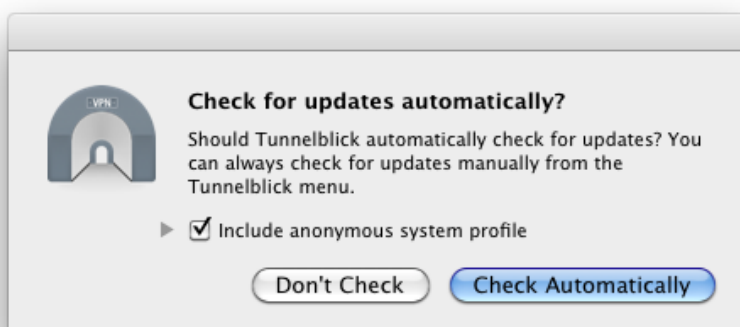 VPN
Check for updates automatically?
Should Tunnelblick automatically check for updates? You
can always check for updates manually from the
Tunnelblick menu.
Include anonymous system profile
Don't Check
Check Automatically